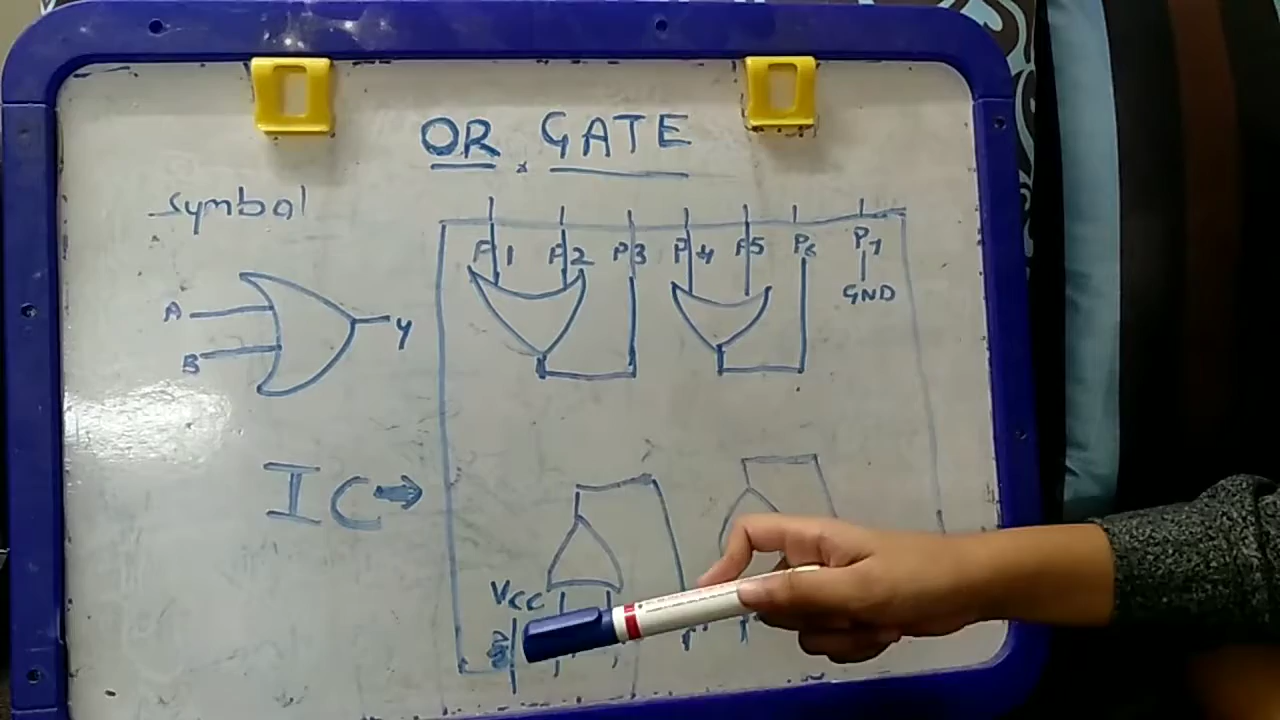 OR GATE
Symbol
P1 P2 P3 P4 P5 P6 P7
GND
A
B
Y
IC
VCC